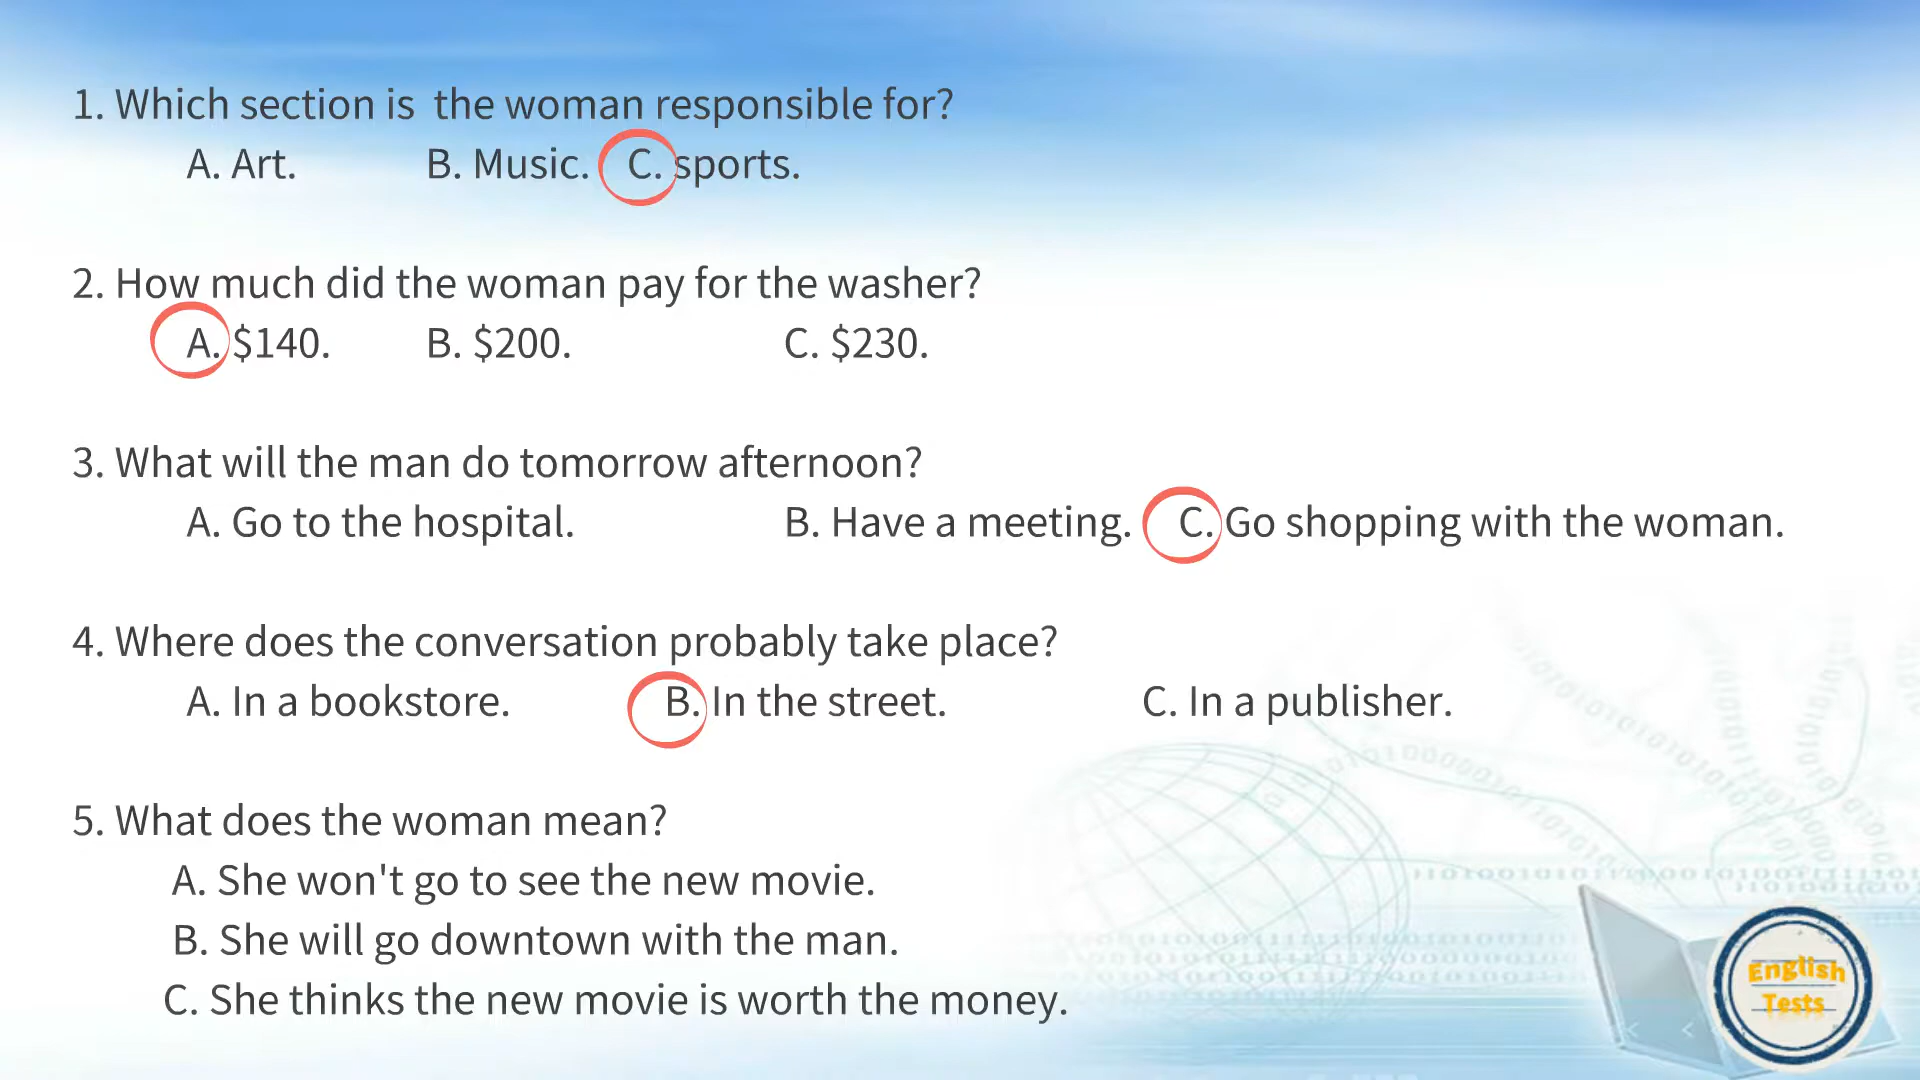 1. Which section is the woman responsible for?
A. Art. B. Music. C. sports.
2. How much did the woman pay for the washer?
A. $140. B. $200. C. $230.
3. What will the man do tomorrow afternoon?
A. Go to the hospital. B. Have a meeting. C. Go shopping with the woman.
4. Where does the conversation probably take place?
A. In a bookstore. B. In the street. C. In a publisher.
5. What does the woman mean?
A. She won't go to see the new movie.
B. She will go downtown with the man.
C. She thinks the new movie is worth the money.
English
Tests